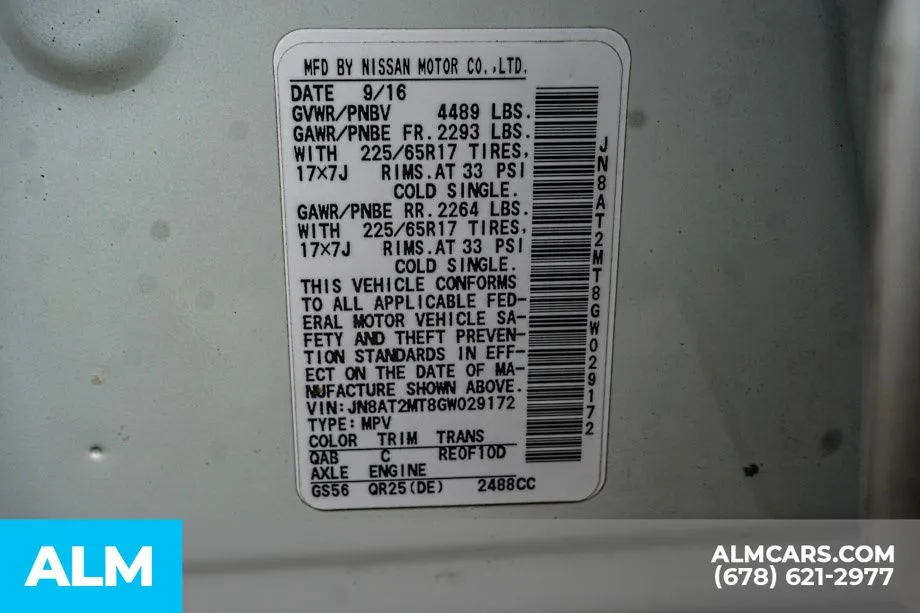 MFD BY NISSAN MOTOR CO.,LTD.
DATE 9/16
GVWR/PNBV 4489 LBS.
GAWR/PNBE FR. 2293 LBS.
WITH 225/65R17 TIRES,
17×7J RIMS.AT 33 PSI
COLD SINGLE.
GAWR/PNBE RR. 2264 LBS.
WITH 225/65R17 TIRES,
17×7J RIMS.AT 33 PSI
COLD SINGLE.
THIS VEHICLE CONFORMS
TO ALL APPLICABLE FED-
ERAL MOTOR VEHICLE SA-
FETY AND THEFT PREVEN-
TION STANDARDS IN EFF-
ECT ON THE DATE OF MA-
NUFACTURE SHOWN ABOVE.
VIN:JN8AT2MT8GW029172
TYPE:MPV
COLOR TRIM TRANS
QAB C RE0F10D
AXLE ENGINE
GS56 QR25(DE) 2488CC
JN8AT2MT8GW029172
ALM
ALMCARS.COM
(678) 621-2977